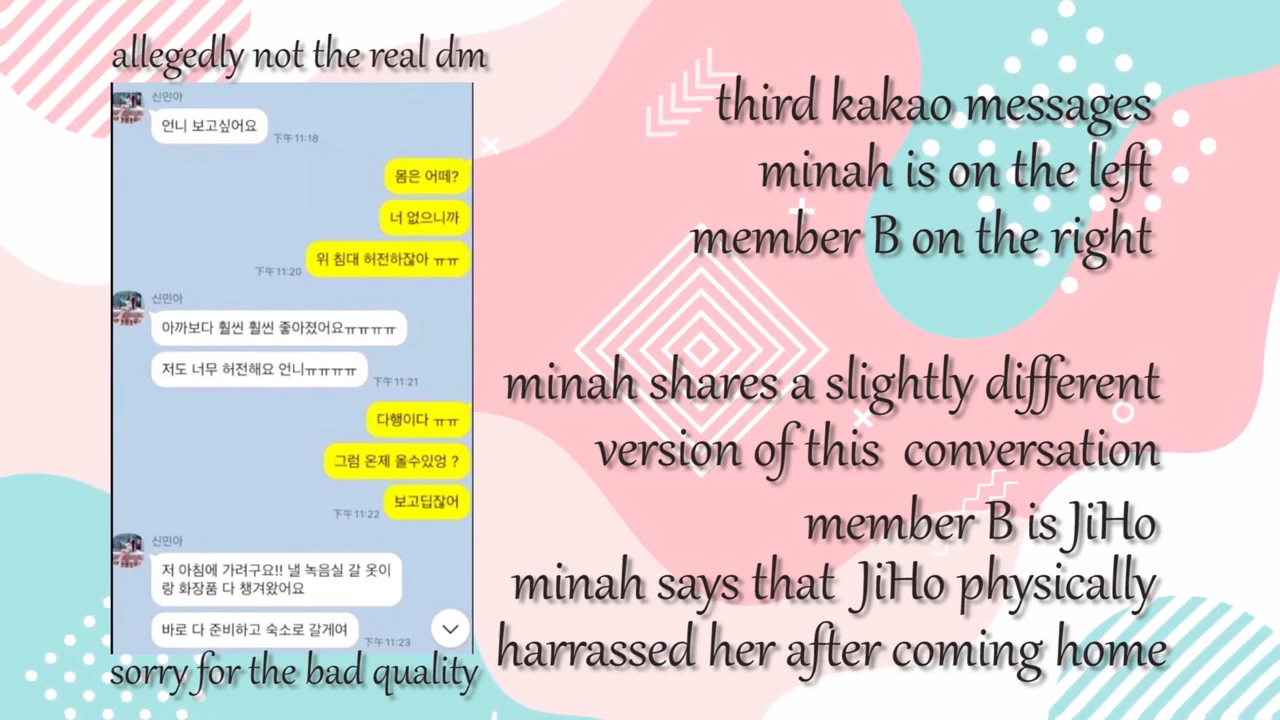 allegedly not the real dm
신민아
언니 보고싶어요
下午 11:18
몸은 어떼?
너 없으니까
위 침대 허전하잖아 ㅠㅠ
下午 11:20
신민아
아까보다 훨씬 훨씬 좋아졌어요ㅠㅠㅠㅠ
저도 너무 허전해요 언니ㅠㅠㅠㅠ
下午 11:21
다행이다 ㅠㅠ
그럼 온제 올수있엉 ?
보고딥잖어
下午 11:22
신민아
저 아침에 가려구요!! 낼 녹음실 갈 옷이
랑 화장품 다 챙겨왔어요
바로 다 준비하고 숙소로 갈게여
下午 11:23
sorry for the bad quality
third kakao messages
minah is on the left
member B on the right
minah shares a slightly different
version of this conversation
member B is JiHo
minah says that JiHo physically
harrassed her after coming home